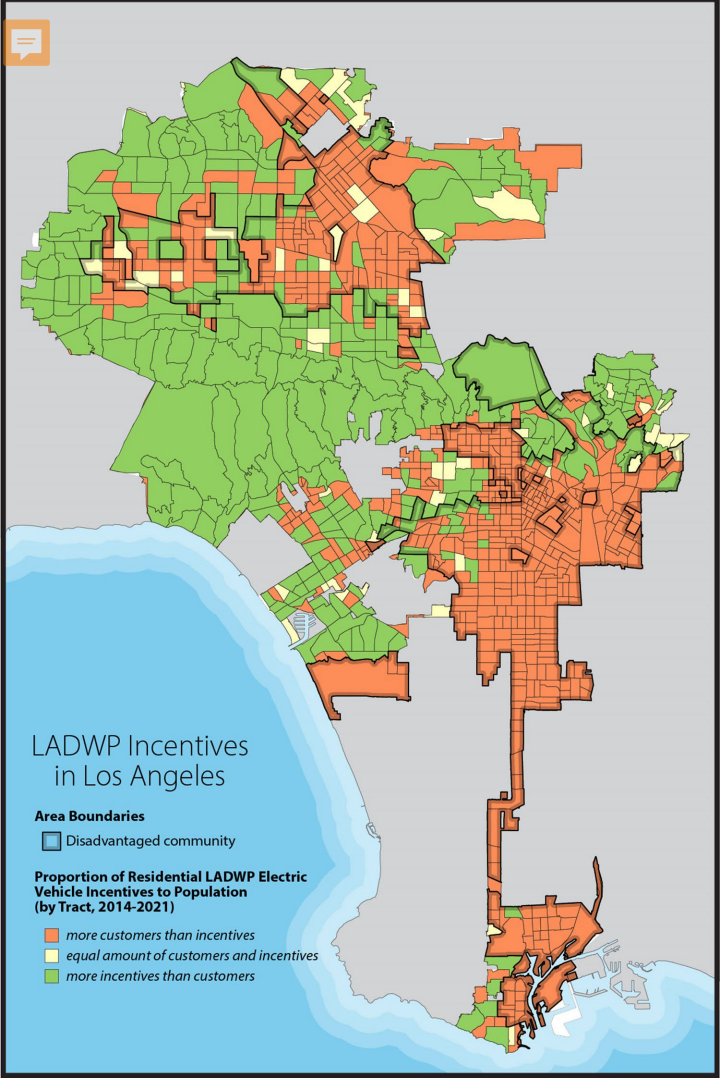 LADWP Incentives
in Los Angeles
Area Boundaries
Disadvantaged community
Proportion of Residential LADWP Electric
Vehicle Incentives to Population
(by Tract, 2014-2021)
more customers than incentives
equal amount of customers and incentives
more incentives than customers